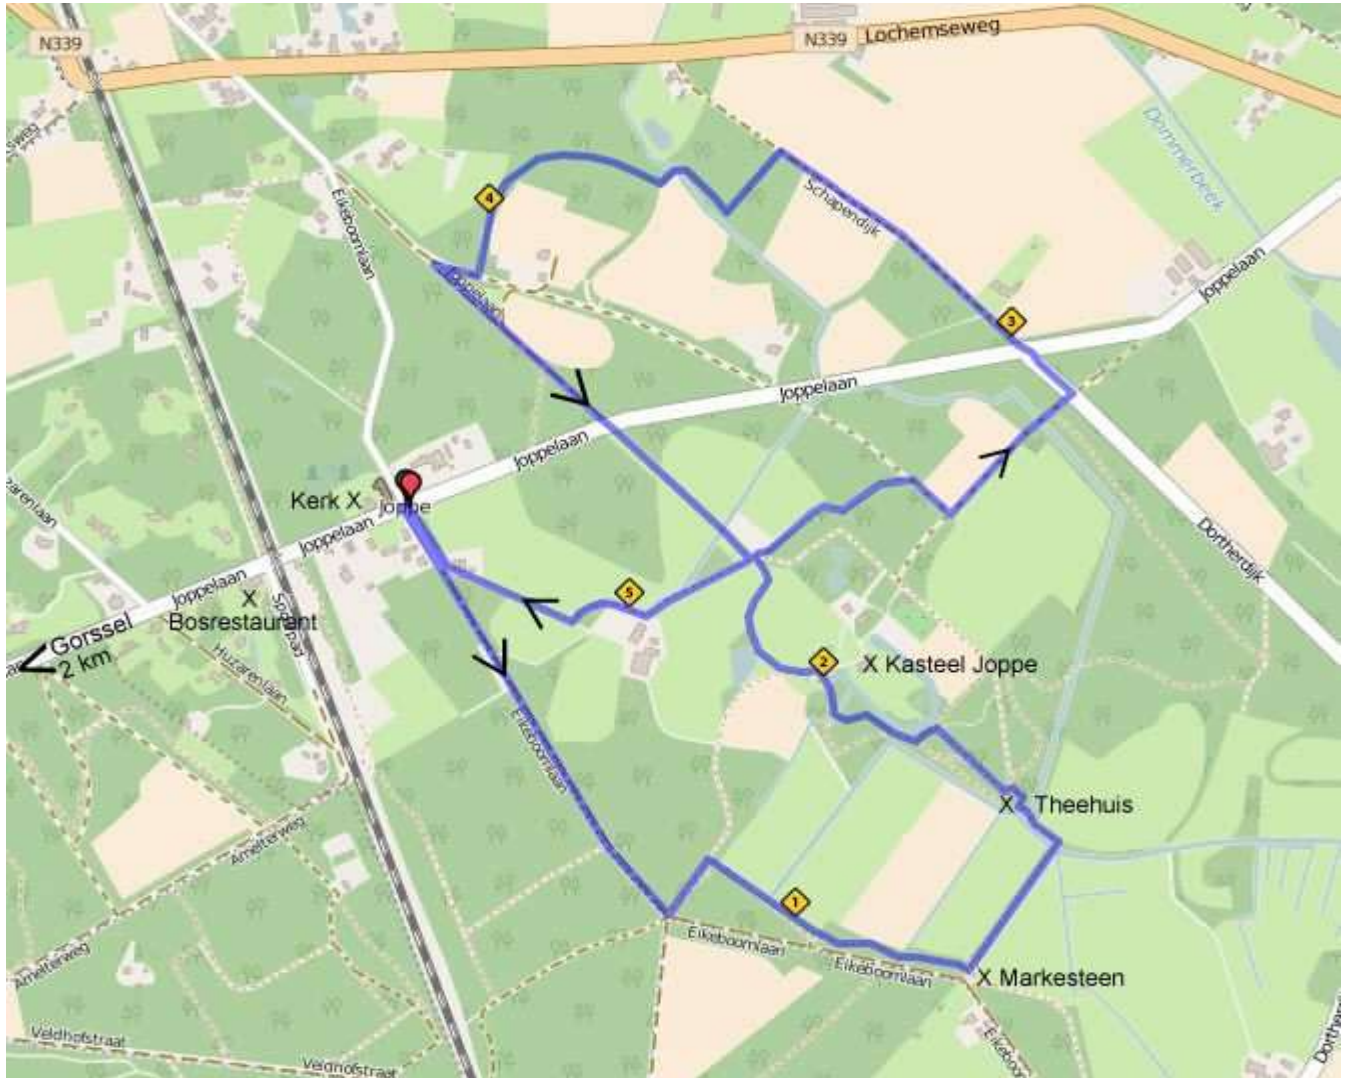 N339
N339
Lochemseweg
Dommerbeek
Eikeboomlaan
Schapendijk
4
Joppelaan
3
Joppelaan
Joppelaan
Joppelaan
Kerk X
Joppe
Joppelaan
Dortherdijk
Joppelaan
X
Bosrestaurant
5
Gorssel
2 km
Huzarenlaan
2
X Kasteel Joppe
Eikeboomlaan
X Theehuis
Amelterweg
1
Eikeboomlaan
Eikeboomlaan
X Markesteen
Amelterweg
Veldhofstraat
Veldhofstraat